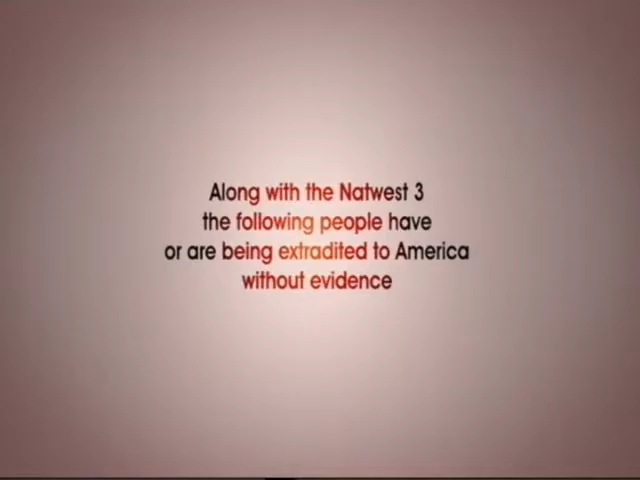 Along with the Natwest 3
the following people have
or are being extradited to America
without evidence